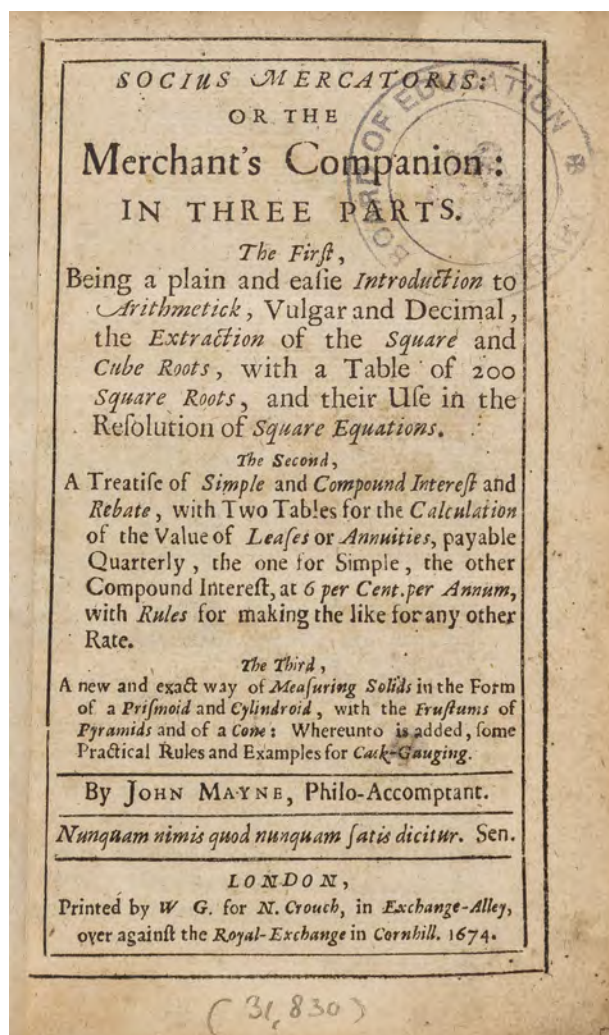 SOCIUS MERCATORIS:
OR THE
Merchant's Companion:
IN THREE PARTS.
The Firſt,
Being a plain and eaſie Introduction to
Arithmetick, Vulgar and Decimal,
the Extraction of the Square and
Cube Roots, with a Table of 200
Square Roots, and their Uſe in the
Reſolution of Square Equations.
The Second,
A Treatiſe of Simple and Compound Intereſt and
Rebate, with Two Tables for the Calculation
of the Value of Leaſes or Annuities, payable
Quarterly, the one for Simple, the other
Compound Intereſt, at 6 per Cent. per Annum,
with Rules for making the like for any other
Rate.
The Third,
A new and exact way of Meaſuring Solids in the Form
of a Priſmoid and Cylindroid, with the Fruſtums of
Pyramids and of a Cone: Whereunto is added, ſome
Practical Rules and Examples for Cask-Gauging.
By JOHN MAYNE, Philo-Accomptant.
Nunquam nimis quod nunquam ſatis dicitur. Sen.
LONDON,
Printed by W G. for N. Crouch, in Exchange-Alley,
over againſt the Royal-Exchange in Cornhill. 1674.
(31,830)
BOARD OF EDUCATION